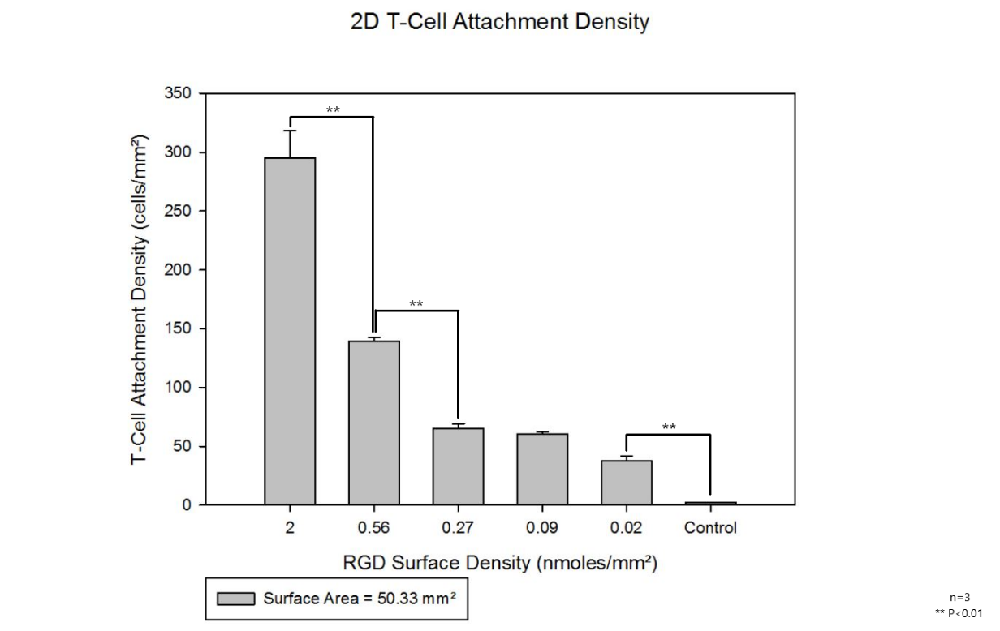 2D T-Cell Attachment Density
350
300
250
200
150
100
50
0
T-Cell Attachment Density (cells/mm²)
**
**
**
2 0.56 0.27 0.09 0.02 Control
RGD Surface Density (nmoles/mm²)
Surface Area = 50.33 mm²
n=3
** P<0.01